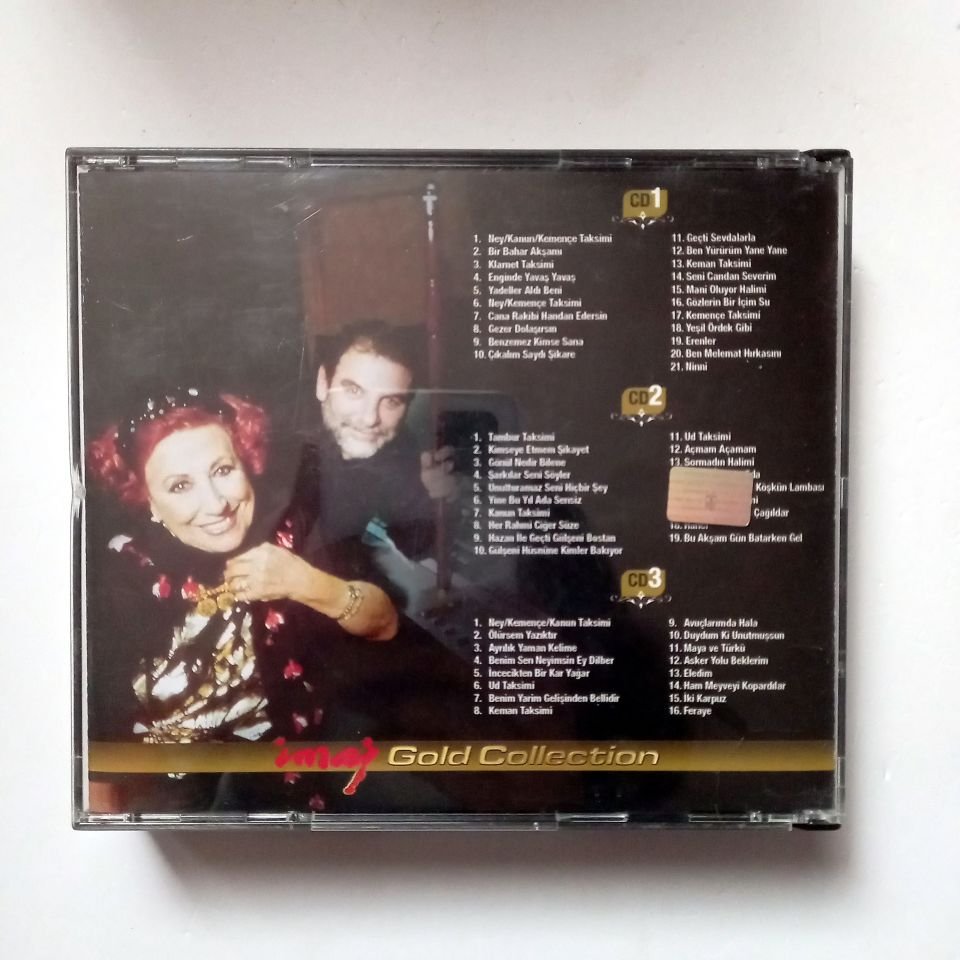 CD1
1. Ney/Kanun/Kemençe Taksimi
2. Bir Bahar Akşamı
3. Klarnet Taksimi
4. Enginde Yavaş Yavaş
5. Yadeller Aldı Beni
6. Ney/Kemençe Taksimi
7. Cana Rakibi Handan Edersin
8. Gezer Dolaşırsın
9. Benzemez Kimse Sana
10. Çıkalım Saydı Şikare
11. Geçti Sevdalarla
12. Ben Yürürüm Yane Yane
13. Keman Taksimi
14. Seni Candan Severim
15. Mani Oluyor Halimi
16. Gözlerin Bir İçim Su
17. Kemençe Taksimi
18. Yeşil Ördek Gibi
19. Erenler
20. Ben Melemat Hırkasını
21. Ninni
CD2
1. Tambur Taksimi
2. Kimseye Etmem Şikayet
3. Gönül Nedir Bilene
4. Şarkılar Seni Söyler
5. Unutturamaz Seni Hiçbir Şey
6. Yine Bu Yıl Ada Sensiz
7. Kanun Taksimi
8. Her Rahmi Ciğer Süze
9. Hazan İle Geçti Gülşeni Bostan
10. Gülşeni Hüsnüne Kimler Bakıyor
11. Ud Taksimi
12. Açmam Açamam
13. Sormadın Halimi
Köşkün Lambası
Çağıldar
19. Bu Akşam Gün Batarken Gel
CD3
1. Ney/Kemençe/Kanun Taksimi
2. Ölürsem Yazıktır
3. Ayrılık Yaman Kelime
4. Benim Sen Neyimsin Ey Dilber
5. İncecikten Bir Kar Yağar
6. Ud Taksimi
7. Benim Yarim Gelişinden Bellidir
8. Keman Taksimi
9. Avuçlarımda Hala
10. Duydum Ki Unutmuşsun
11. Maya ve Türkü
12. Asker Yolu Beklerim
13. Eledim
14. Ham Meyveyi Kopardılar
15. İki Karpuz
16. Feraye
imaj Gold Collection